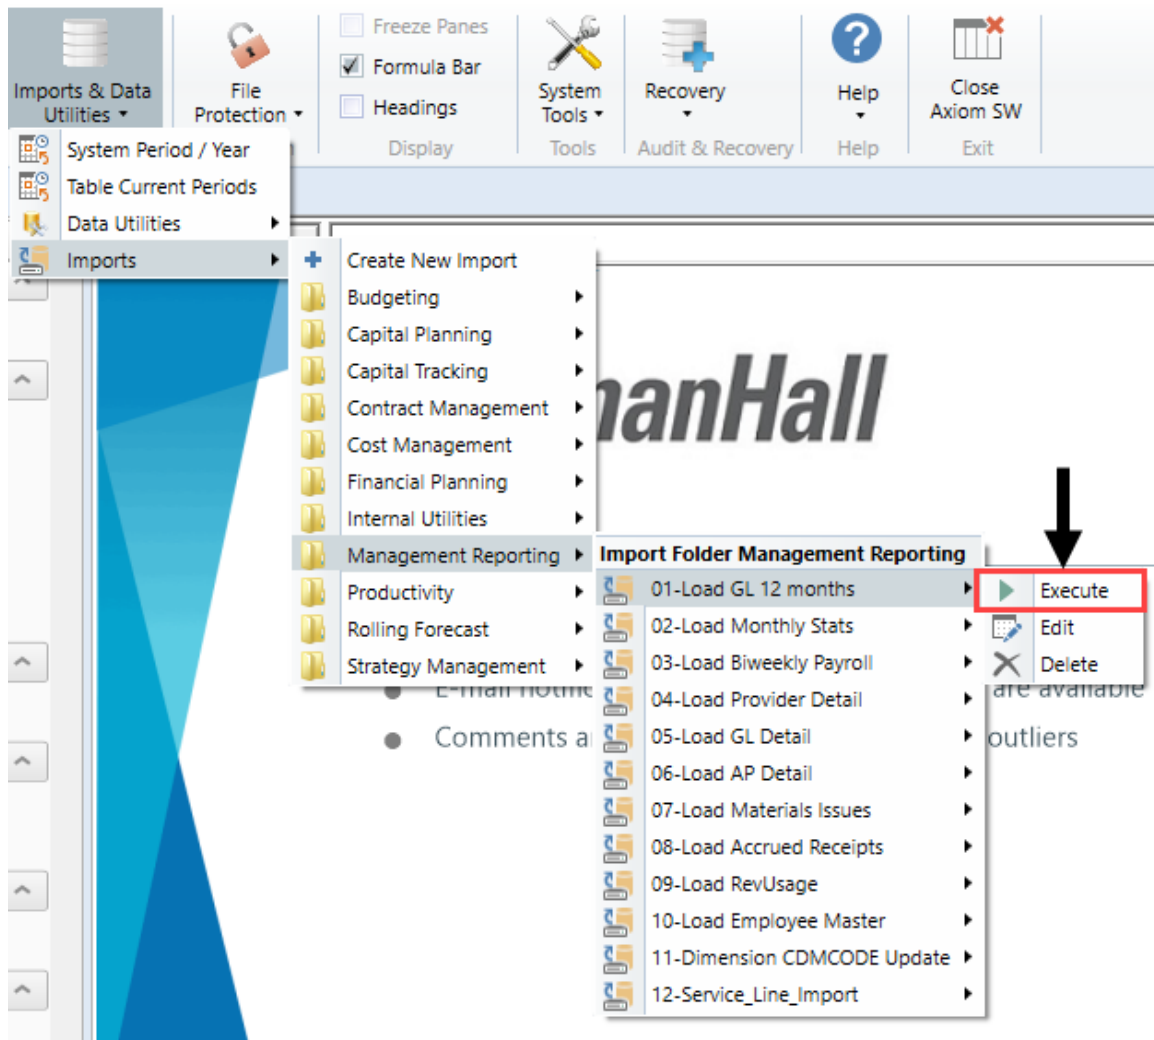 Imports & Data
Utilities
File
Protection
Freeze Panes
Formula Bar
Headings
Display
System
Tools
Tools
Recovery
Audit & Recovery
Help
Help
Close
Axiom SW
Exit
System Period / Year
Table Current Periods
Data Utilities
Imports
Create New Import
Budgeting
Capital Planning
Capital Tracking
Contract Management
Cost Management
Financial Planning
Internal Utilities
Management Reporting
Productivity
Rolling Forecast
Strategy Management
manHall
Import Folder Management Reporting
01-Load GL 12 months
02-Load Monthly Stats
03-Load Biweekly Payroll
04-Load Provider Detail
05-Load GL Detail
06-Load AP Detail
07-Load Materials Issues
08-Load Accrued Receipts
09-Load RevUsage
10-Load Employee Master
11-Dimension CDMCODE Update
12-Service_Line_Import
Execute
Edit
Delete
E-mail are available
Comments outliers